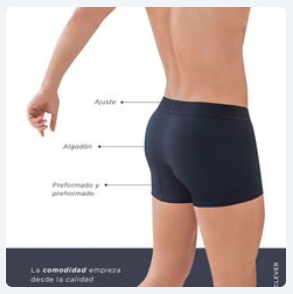 Ajuste
Algodón
Preformado y
prehormado
La comodidad empieza
desde la calidad
CLEVER